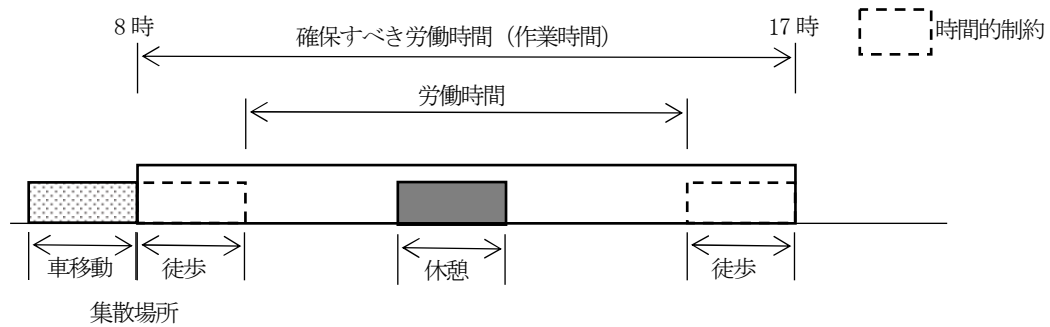 8 時
確保すべき労働時間（作業時間）
17 時
時間的制約
労働時間
車移動
徒歩
休憩
徒歩
集散場所